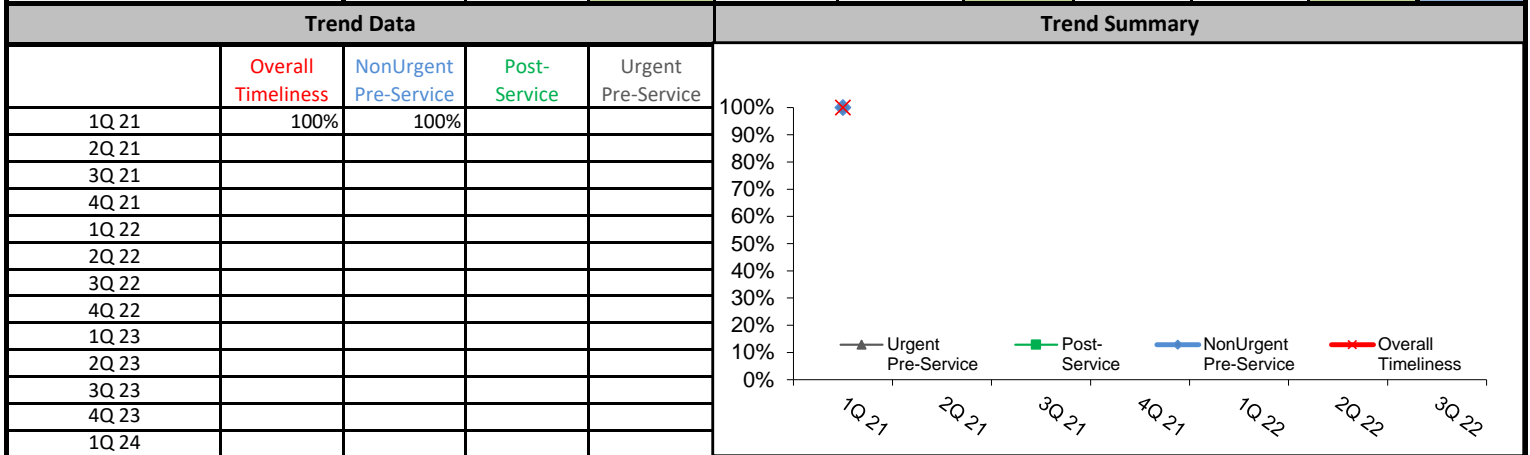 Trend Data
Trend Summary
Overall Timeliness
NonUrgent Pre-Service
Post-Service
Urgent Pre-Service
1Q 21 100% 100%
2Q 21
3Q 21
4Q 21
1Q 22
2Q 22
3Q 22
4Q 22
1Q 23
2Q 23
3Q 23
4Q 23
1Q 24
100%
90%
80%
70%
60%
50%
40%
30%
20%
10%
0%
Urgent Pre-Service
Post-Service
NonUrgent Pre-Service
Overall Timeliness
1Q 21
2Q 21
3Q 21
4Q 21
1Q 22
2Q 22
3Q 22